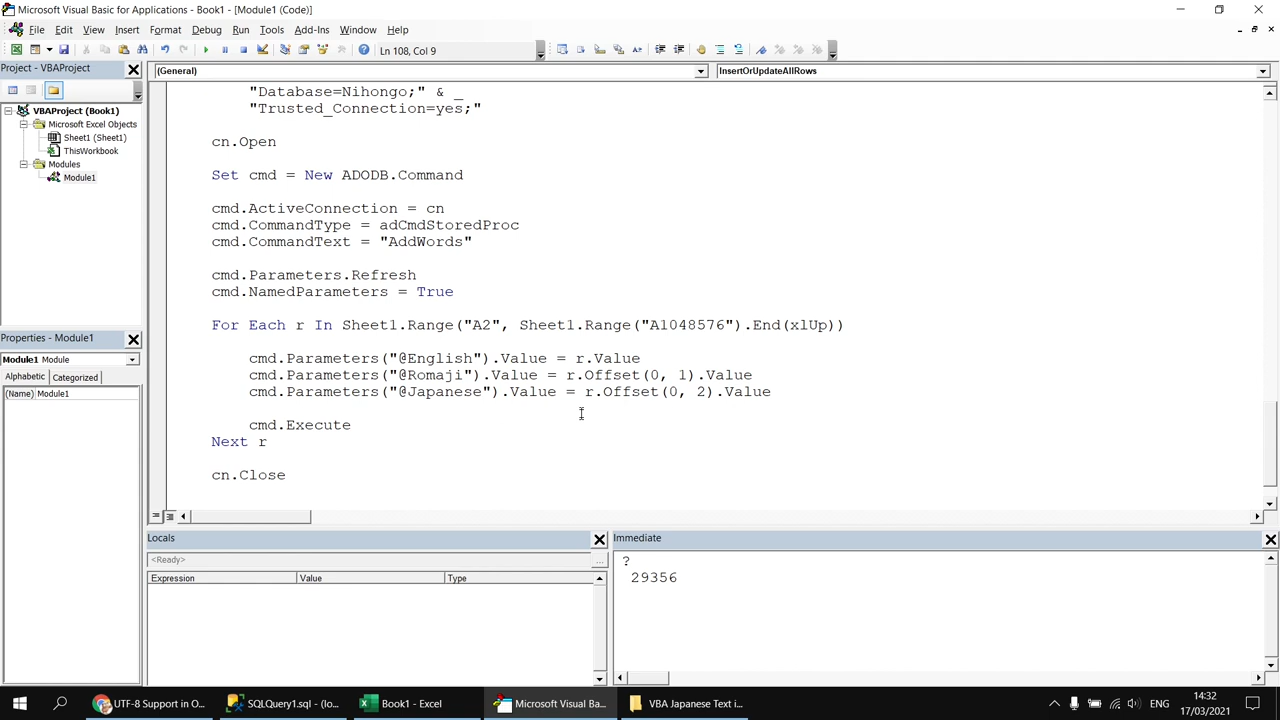 Microsoft Visual Basic for Applications - Book1 - [Module1 (Code)]
File Edit View Insert Format Debug Run Tools Add-Ins Window Help
Ln 108, Col 9
Project - VBAProject
VBAProject (Book1)
Microsoft Excel Objects
Sheet1 (Sheet1)
ThisWorkbook
Modules
Module1
Properties - Module1
Module1 Module
Alphabetic Categorized
(Name) Module1
(General)
InsertOrUpdateAllRows
"Database=Nihongo;" & _
"Trusted_Connection=yes;"
cn.Open
Set cmd = New ADODB.Command
cmd.ActiveConnection = cn
cmd.CommandType = adCmdStoredProc
cmd.CommandText = "AddWords"
cmd.Parameters.Refresh
cmd.NamedParameters = True
For Each r In Sheet1.Range("A2", Sheet1.Range("A1048576").End(xlUp))
cmd.Parameters("@English").Value = r.Value
cmd.Parameters("@Romaji").Value = r.Offset(0, 1).Value
cmd.Parameters("@Japanese").Value = r.Offset(0, 2).Value
cmd.Execute
Next r
cn.Close
Locals
<Ready>
...
Expression Value Type
Immediate
?
29356
UTF-8 Support in O...
SQLQuery1.sql - (lo...
Book1 - Excel
Microsoft Visual Ba...
VBA Japanese Text i...
ENG
14:32
17/03/2021